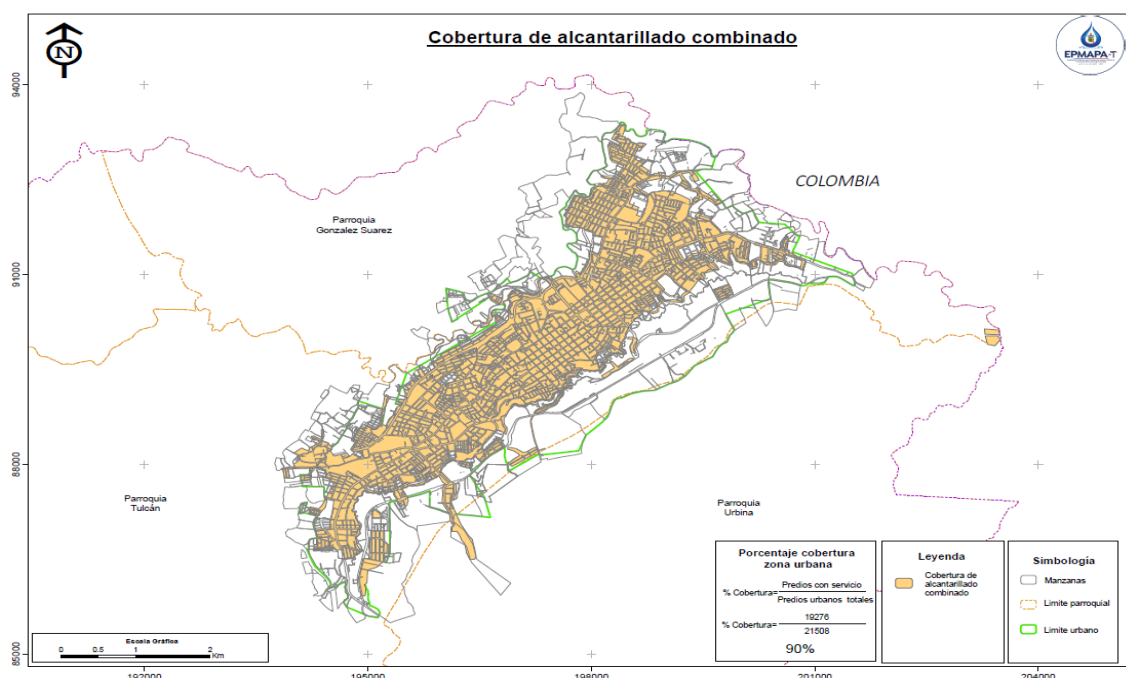 Cobertura de alcantarillado combinado
N
EPMAPA-T
94000
COLOMBIA
Parroquia
Gonzalez Suarez
91000
88000
Parroquia
Tulcán
Parroquia
Urbina
Porcentaje cobertura
zona urbana
% Cobertura= Predios con servicio
Predios urbanos totales
% Cobertura= 19276
21508
90%
Leyenda
Cobertura de
alcantarillado
combinado
Simbología
Manzanas
Limite parroquial
Limite urbano
Escala Gráfica
0 0.5 1 2
Km
85000
192000 195000 198000 201000 204000